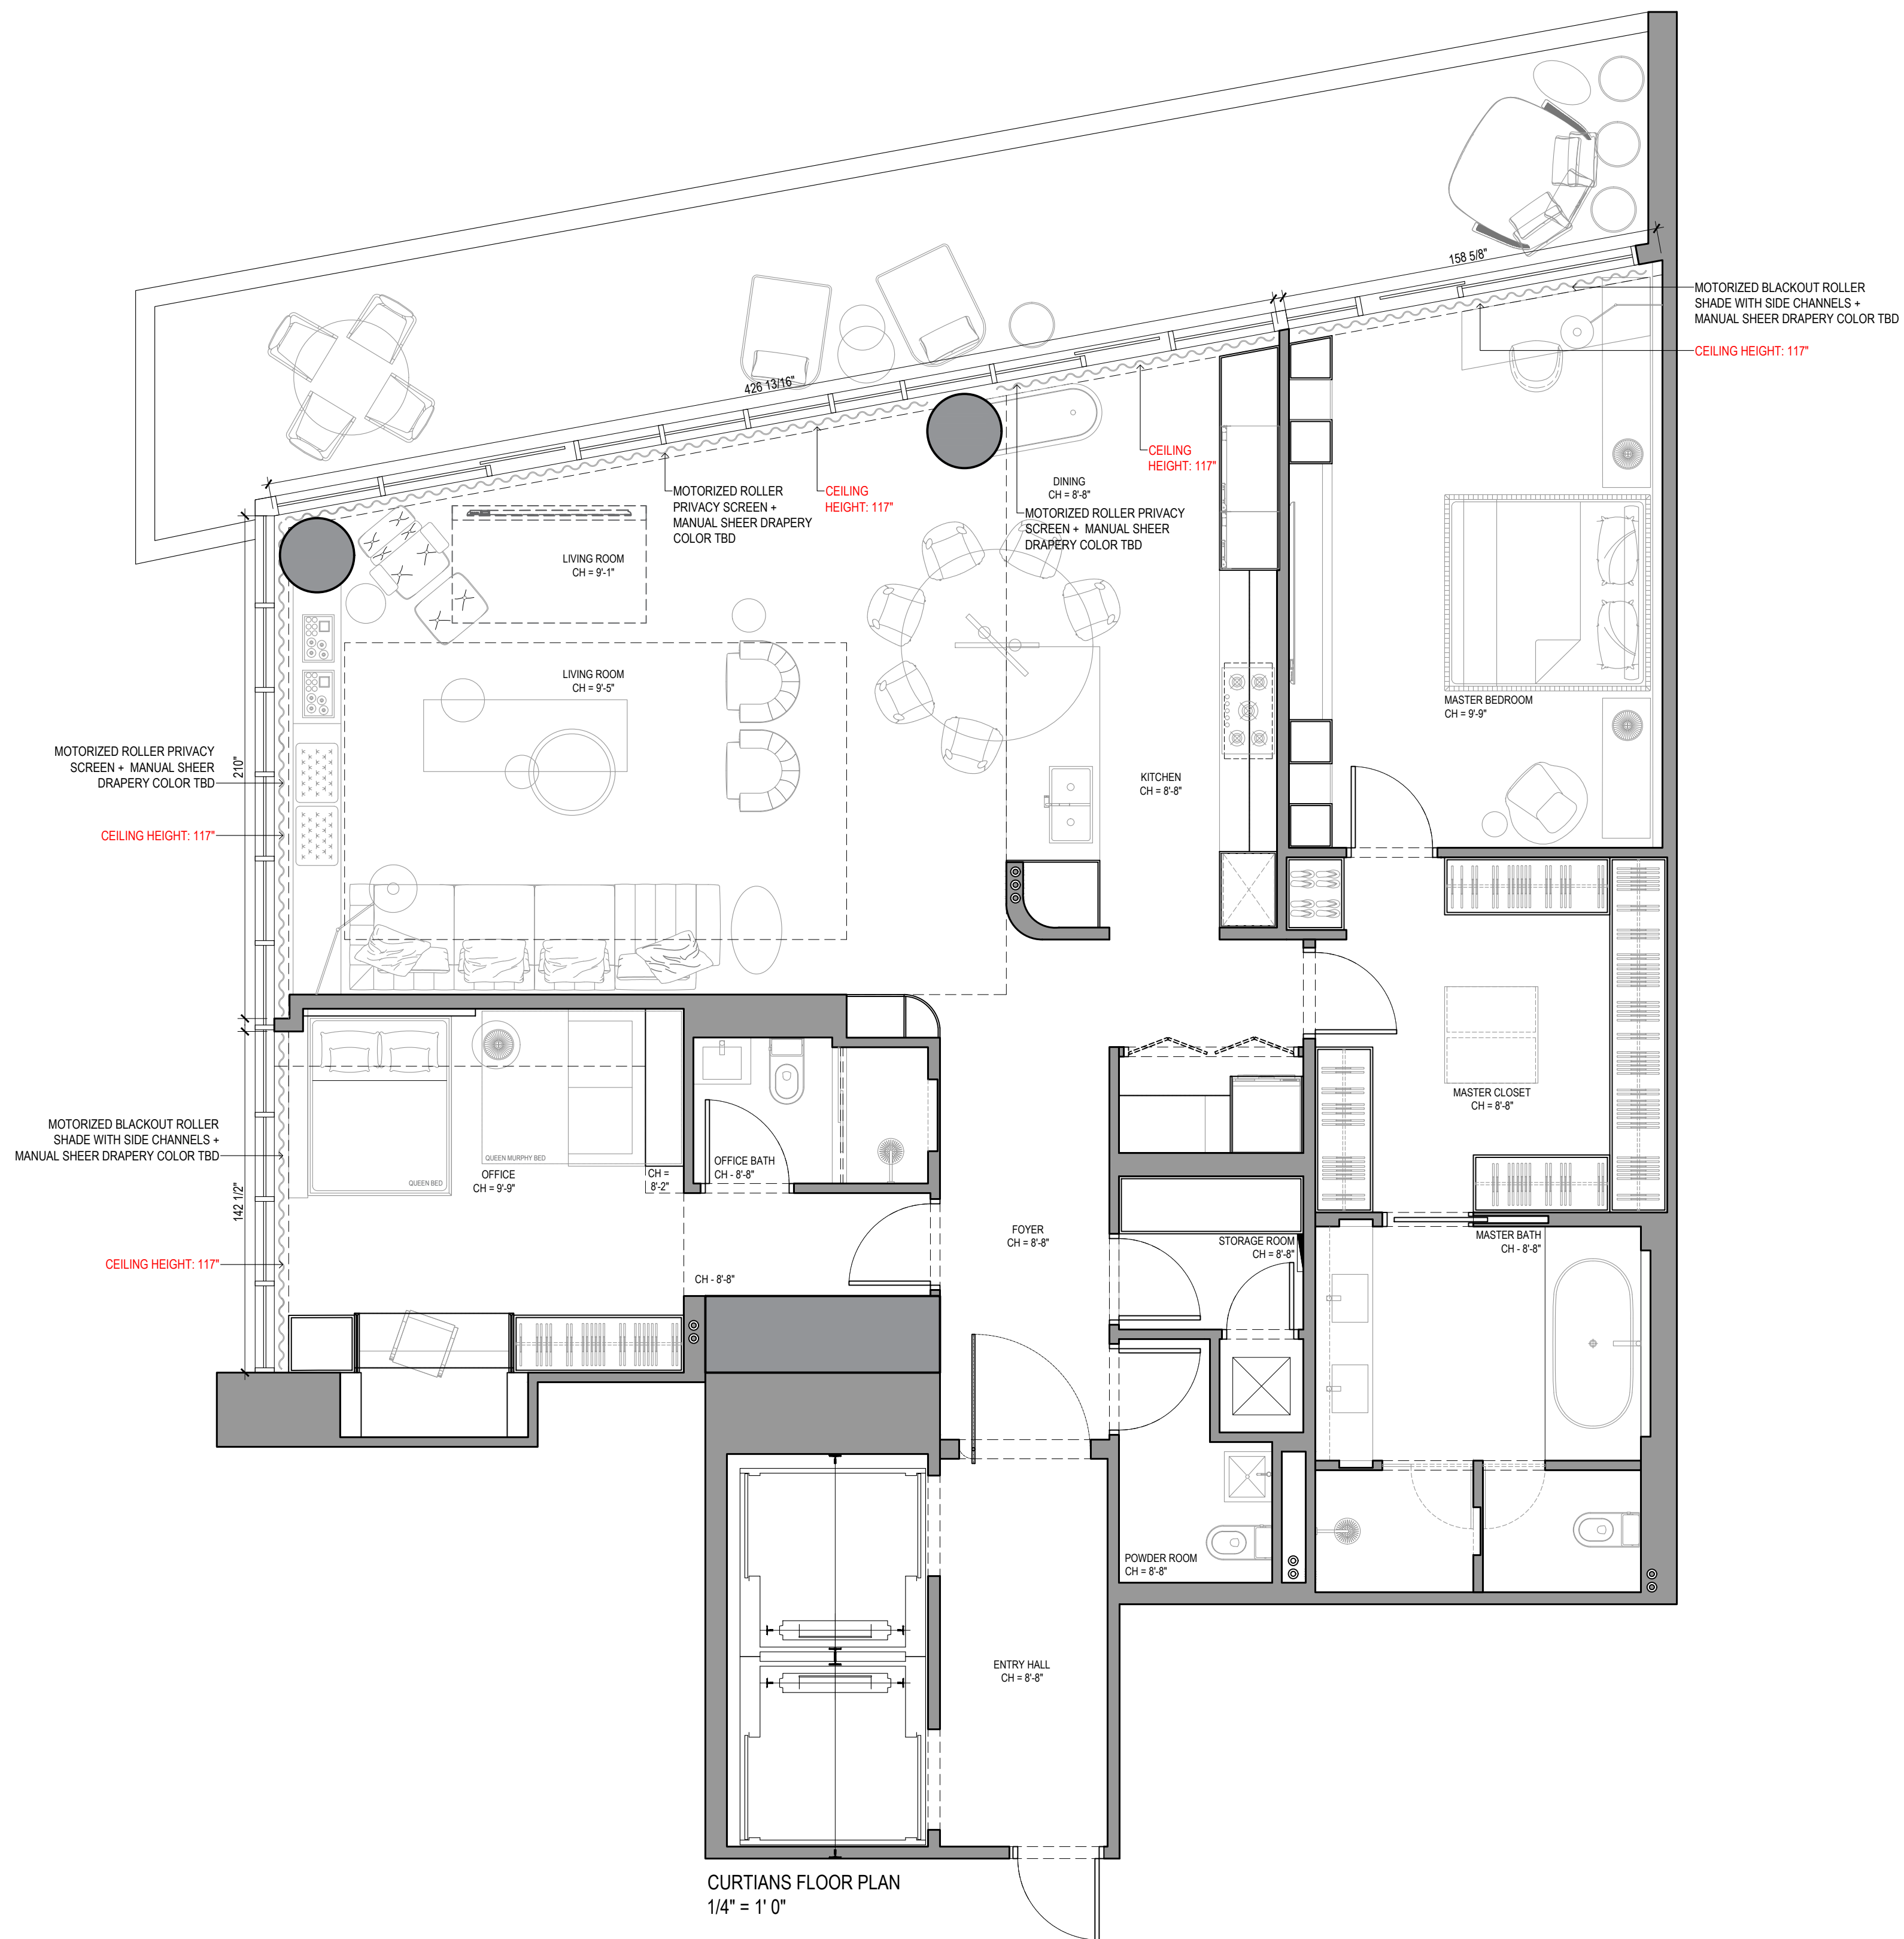 158 5/8"
MOTORIZED BLACKOUT ROLLER
SHADE WITH SIDE CHANNELS +
MANUAL SHEER DRAPERY COLOR TBD
CEILING HEIGHT: 117"
426 13/16"
CEILING
HEIGHT: 117"
DINING
CH = 8'-8"
MOTORIZED ROLLER
PRIVACY SCREEN +
MANUAL SHEER DRAPERY
COLOR TBD
CEILING
HEIGHT: 117"
MOTORIZED ROLLER PRIVACY
SCREEN + MANUAL SHEER
DRAPERY COLOR TBD
LIVING ROOM
CH = 9'-1"
LIVING ROOM
CH = 9'-5"
MASTER BEDROOM
CH = 9'-9"
MOTORIZED ROLLER PRIVACY
SCREEN + MANUAL SHEER
DRAPERY COLOR TBD
210"
KITCHEN
CH = 8'-8"
CEILING HEIGHT: 117"
MASTER CLOSET
CH = 8'-8"
MOTORIZED BLACKOUT ROLLER
SHADE WITH SIDE CHANNELS +
MANUAL SHEER DRAPERY COLOR TBD
QUEEN MURPHY BED
QUEEN BED
OFFICE
CH = 9'-9"
CH =
8'-2"
OFFICE BATH
CH - 8'-8"
142 1/2"
FOYER
CH = 8'-8"
STORAGE ROOM
CH = 8'-8"
MASTER BATH
CH - 8'-8"
CEILING HEIGHT: 117"
CH - 8'-8"
POWDER ROOM
CH = 8'-8"
ENTRY HALL
CH = 8'-8"
CURTIANS FLOOR PLAN
1/4" = 1' 0"